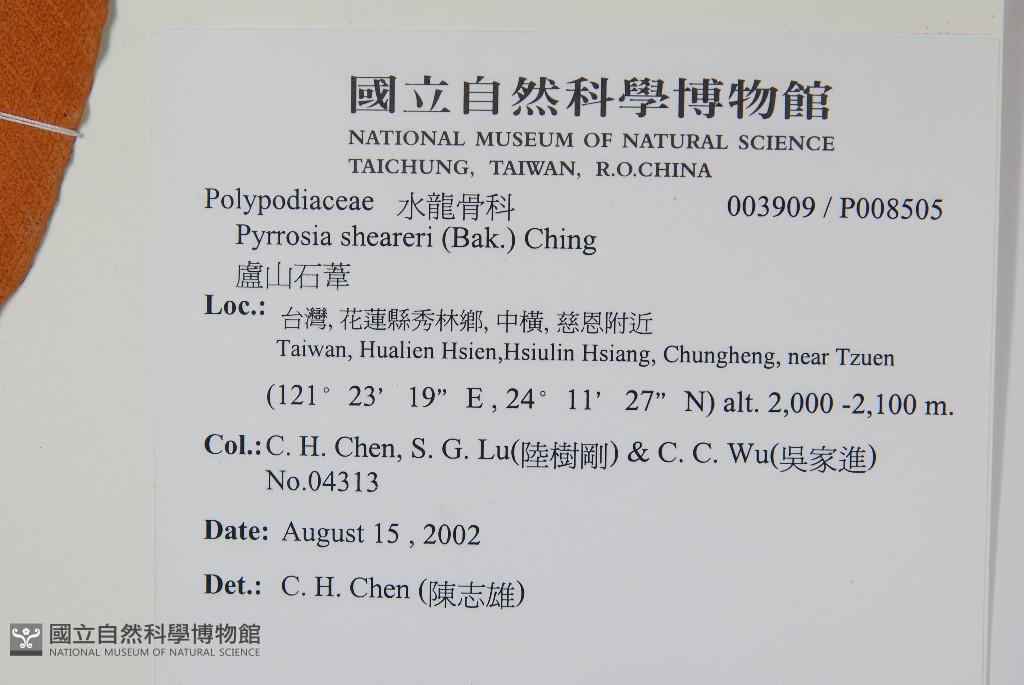 國立自然科學博物館
NATIONAL MUSEUM OF NATURAL SCIENCE
TAICHUNG, TAIWAN, R.O.CHINA
Polypodiaceae 水龍骨科 003909 / P008505
Pyrrosia sheareri (Bak.) Ching
盧山石葦
Loc.: 台灣, 花蓮縣秀林鄉, 中橫, 慈恩附近
Taiwan, Hualien Hsien,Hsiulin Hsiang, Chungheng, near Tzuen
(121° 23’ 19” E , 24° 11’ 27” N) alt. 2,000 -2,100 m.
Col.: C. H. Chen, S. G. Lu(陸樹剛) & C. C. Wu(吳家進)
No.04313
Date: August 15 , 2002
Det.: C. H. Chen (陳志雄)
國立自然科學博物館
NATIONAL MUSEUM OF NATURAL SCIENCE